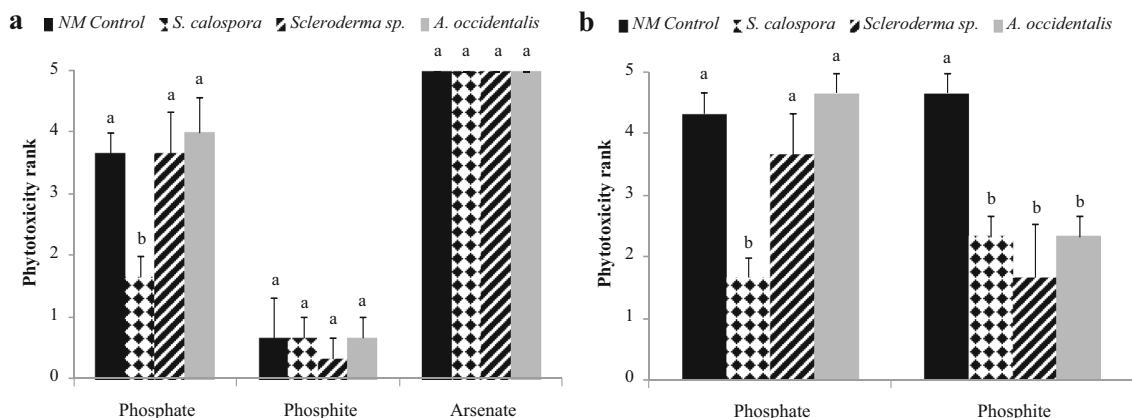 a NM Control S. calospora Scleroderma sp. A. occidentalis
Phytotoxicity rank
5
4
3
2
1
0
a
b
a
a
a
a
a
a
a
a
a
a
Phosphate Phosphite Arsenate
b NM Control S. calospora Scleroderma sp. A. occidentalis
Phytotoxicity rank
5
4
3
2
1
0
a
b
a
a
a
b
b
b
Phosphate Phosphite